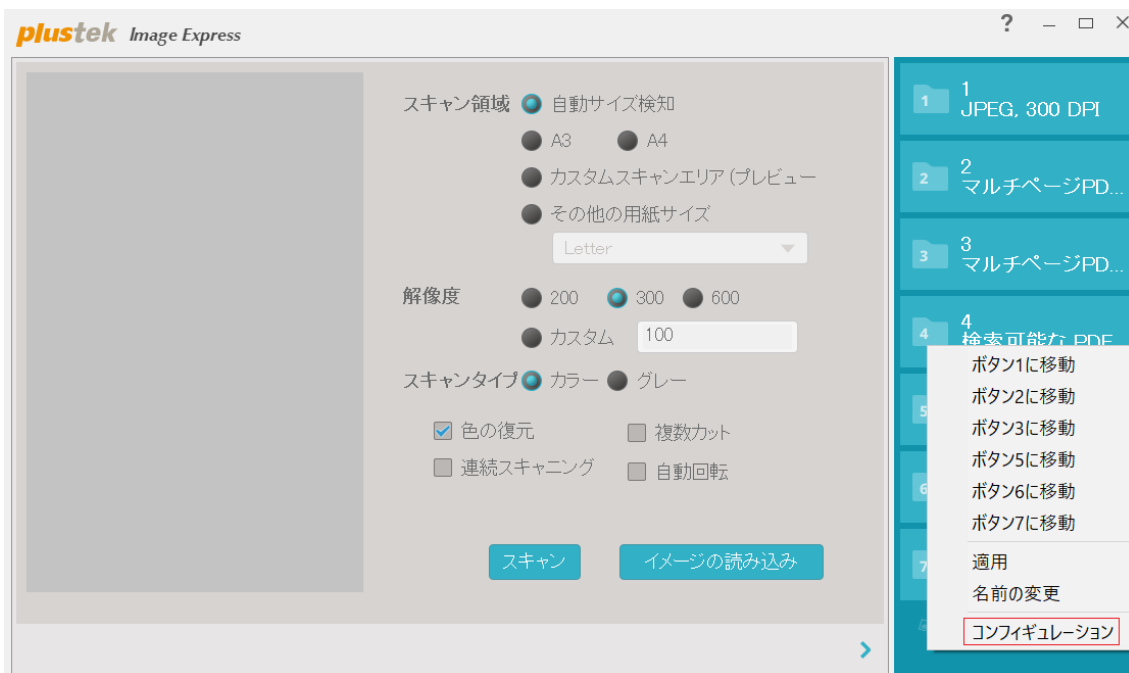 plustek Image Express
?
スキャン領域 自動サイズ検知
A3 A4
カスタムスキャンエリア (プレビュー
その他の用紙サイズ
Letter
解像度 200 300 600
カスタム 100
スキャンタイプ カラー グレー
色の復元 複数カット
連続スキャニング 自動回転
スキャン イメージの読み込み
1
1
JPEG, 300 DPI
2
2
マルチページPD...
3
3
マルチページPD...
4
4
検索可能な PDF
5
6
7
ボタン1に移動
ボタン2に移動
ボタン3に移動
ボタン5に移動
ボタン6に移動
ボタン7に移動
適用
名前の変更
コンフィギュレーション